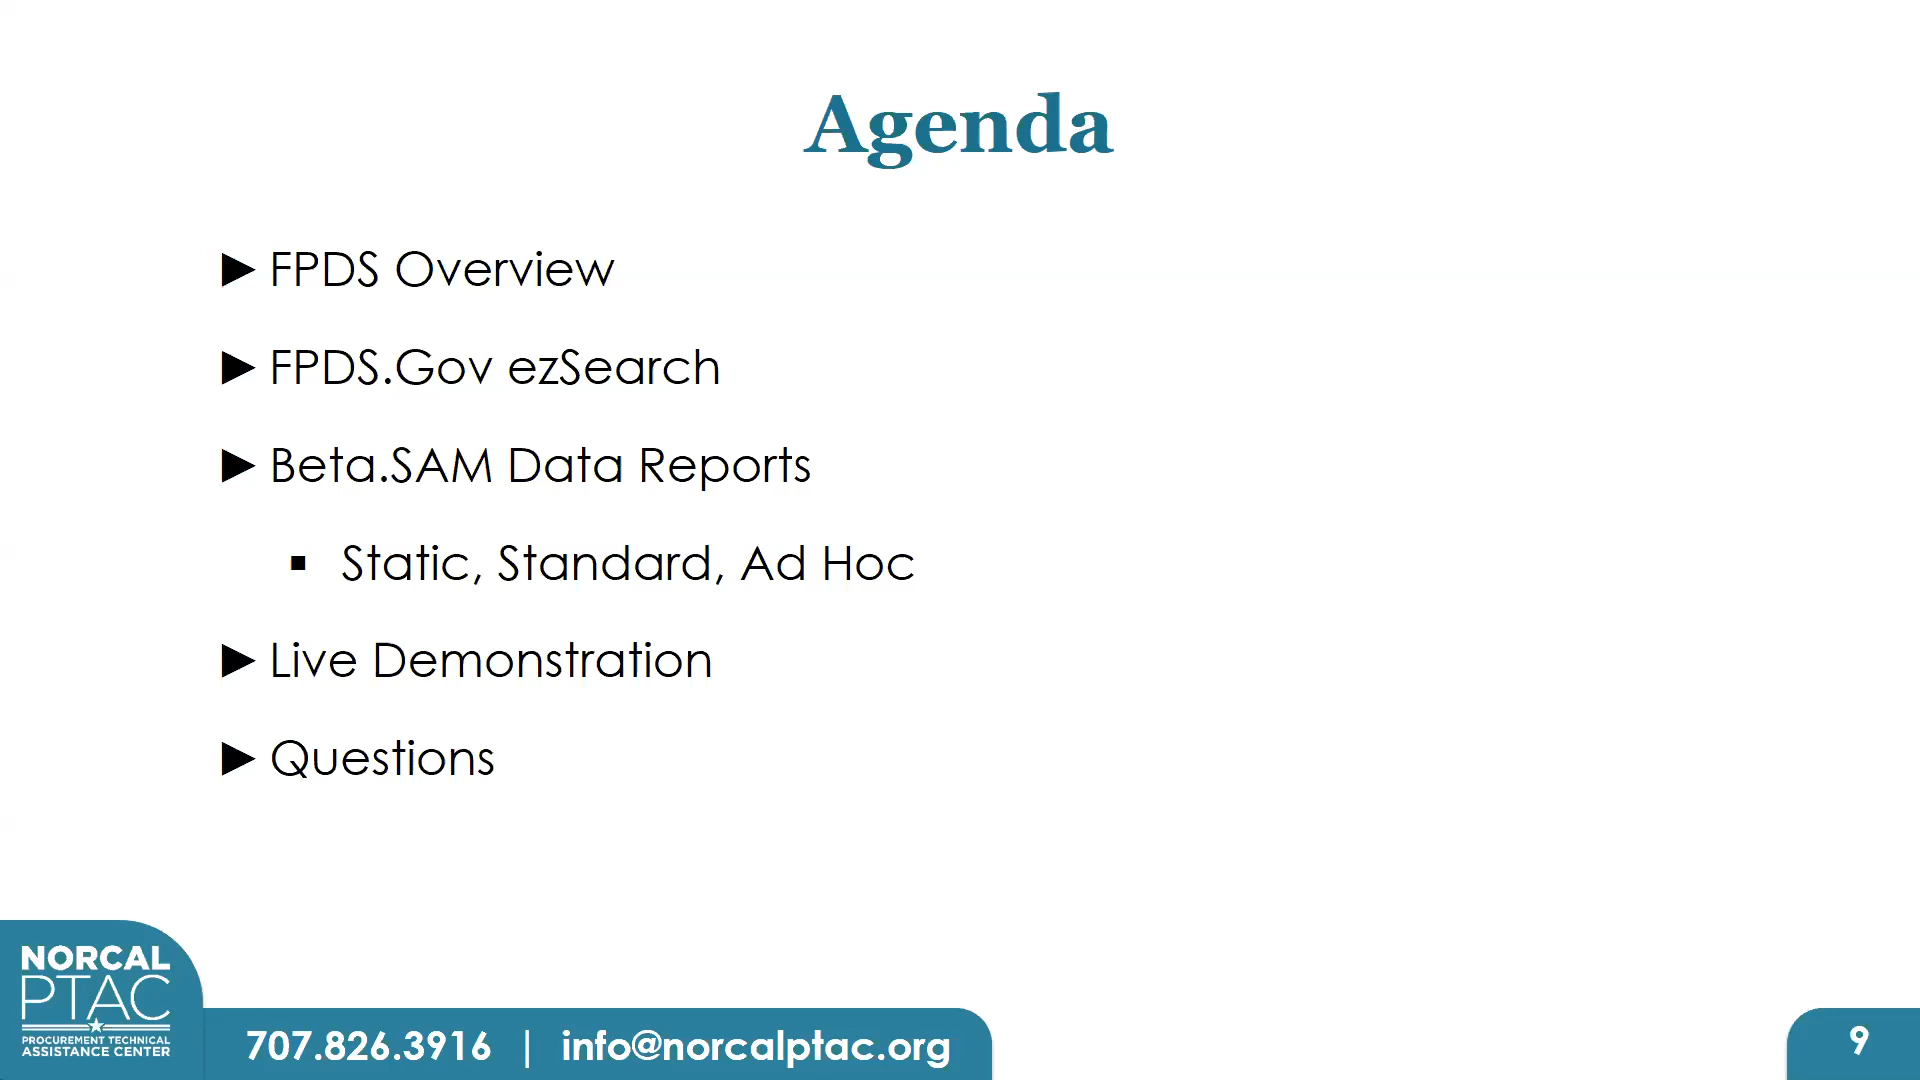 Agenda
► FPDS Overview
► FPDS.Gov ezSearch
► Beta.SAM Data Reports
▪ Static, Standard, Ad Hoc
► Live Demonstration
► Questions
NORCAL
PTAC
PROCUREMENT TECHNICAL
ASSISTANCE CENTER
707.826.3916 | info@norcalptac.org
9